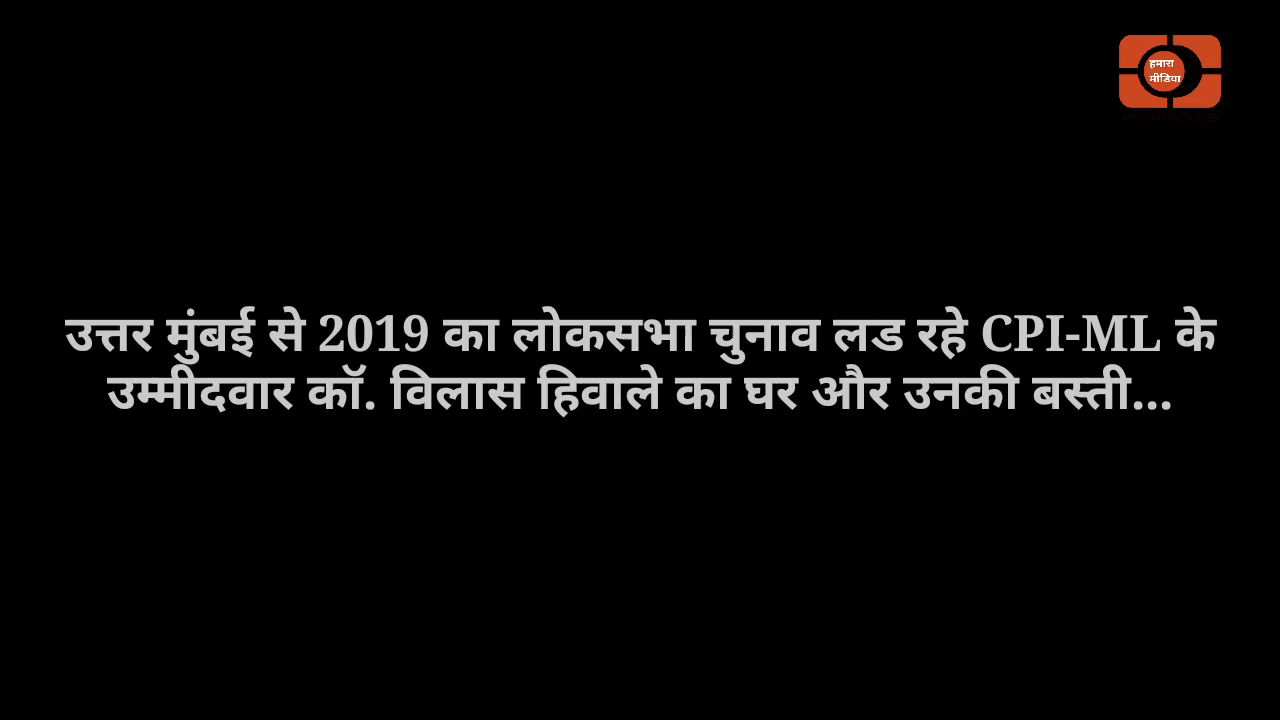 हमारा
मीडिया
उत्तर मुंबई से 2019 का लोकसभा चुनाव लड रहे CPI-ML के
उम्मीदवार कॉ. विलास हिवाले का घर और उनकी बस्ती...